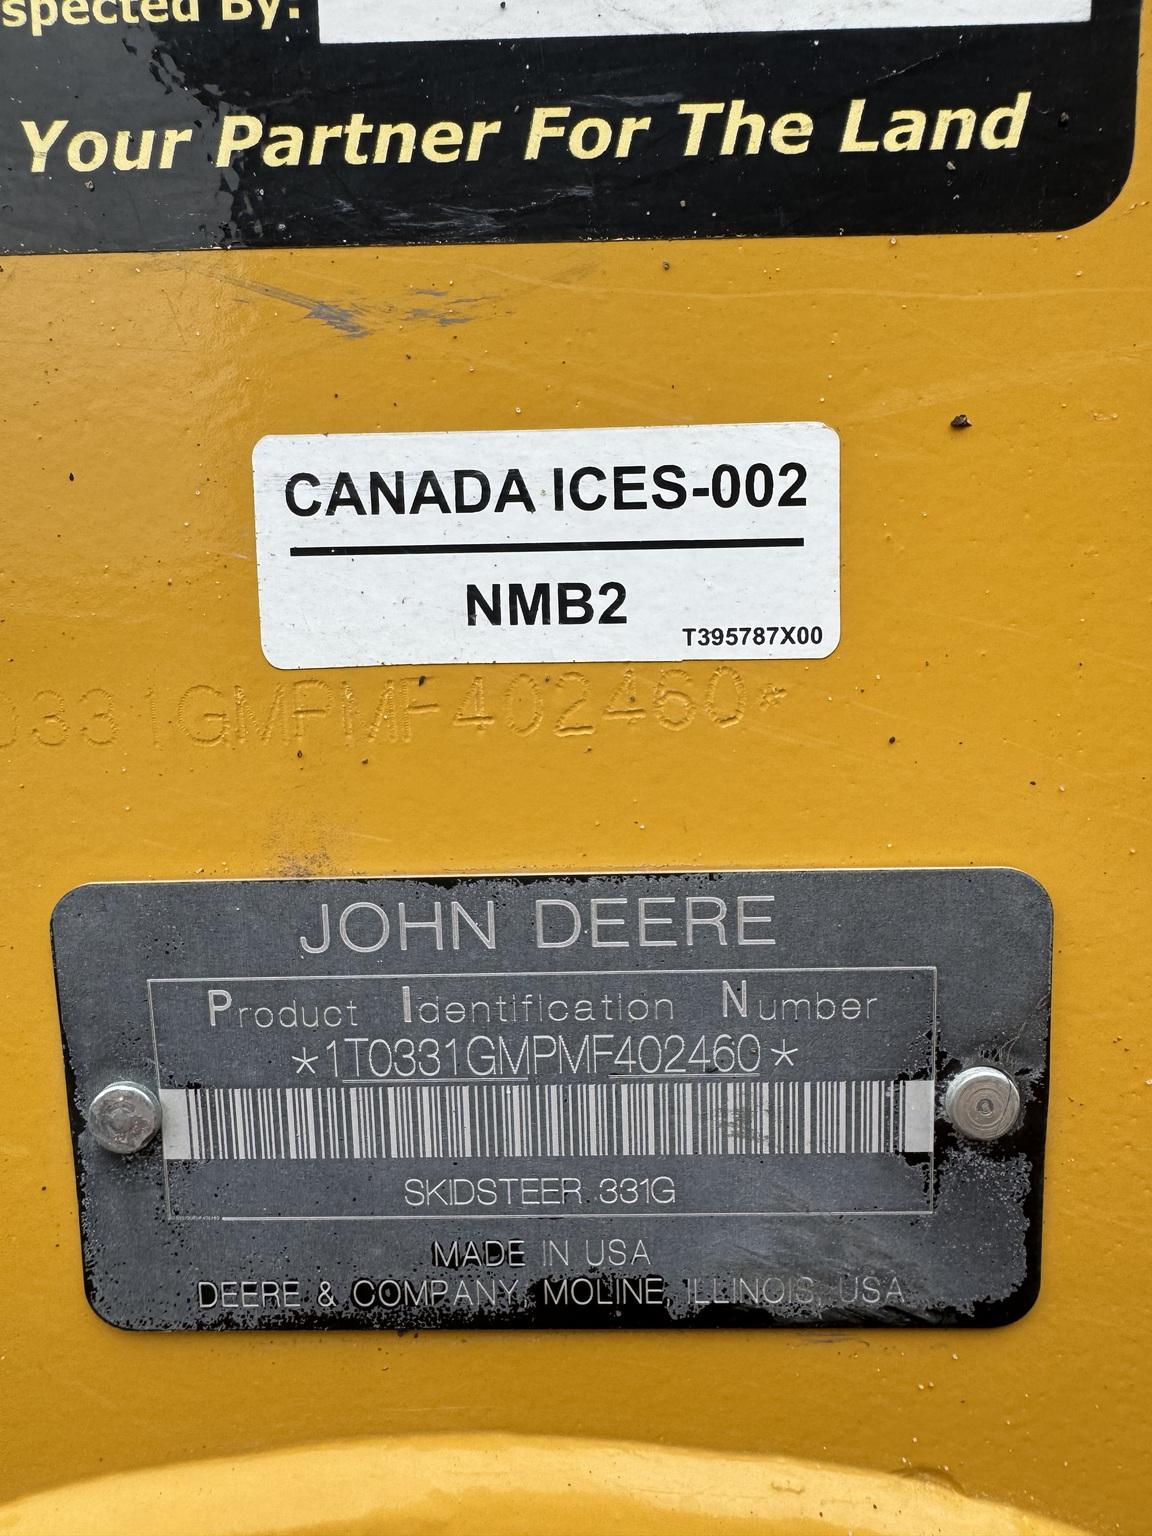 spected By:
Your Partner For The Land
CANADA ICES-002
NMB2
T395787X00
0331GMPMF402460*
JOHN DEERE
Product Identification Number
*1T0331GMPMF402460*
SKIDSTEER 331G
MADE IN USA
DEERE & COMPANY, MOLINE, ILLINOIS, USA